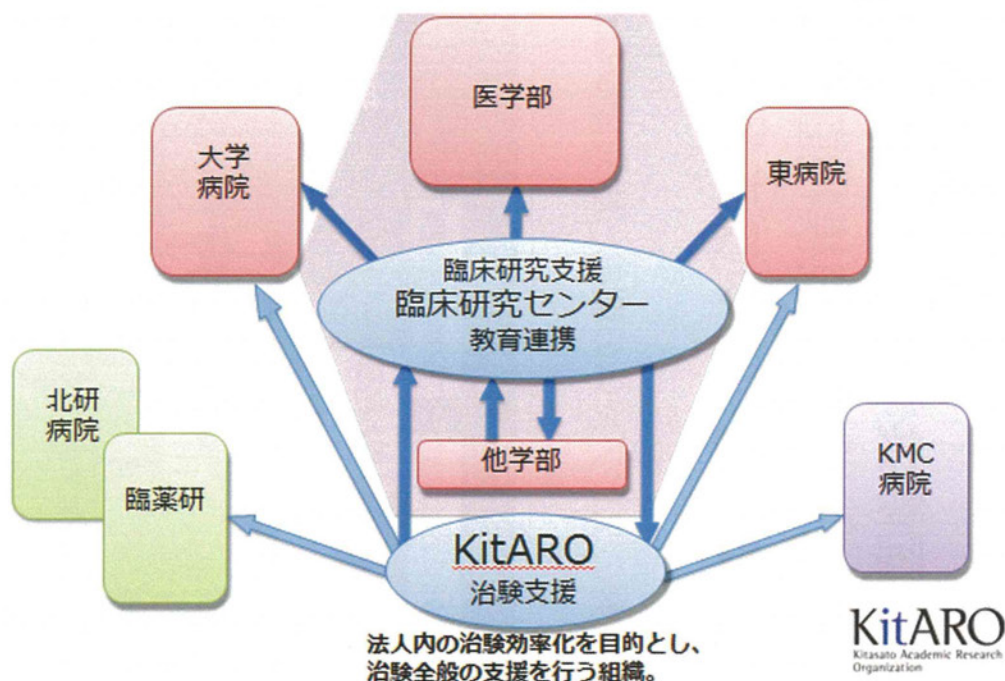 医学部
大学
病院
東病院
臨床研究支援
臨床研究センター
教育連携
北研
病院
臨薬研
他学部
KMC
病院
KitARO
治験支援
法人内の治験効率化を目的とし、
治験全般の支援を行う組織。
KitARO
Kitasato Academic Research
Organization